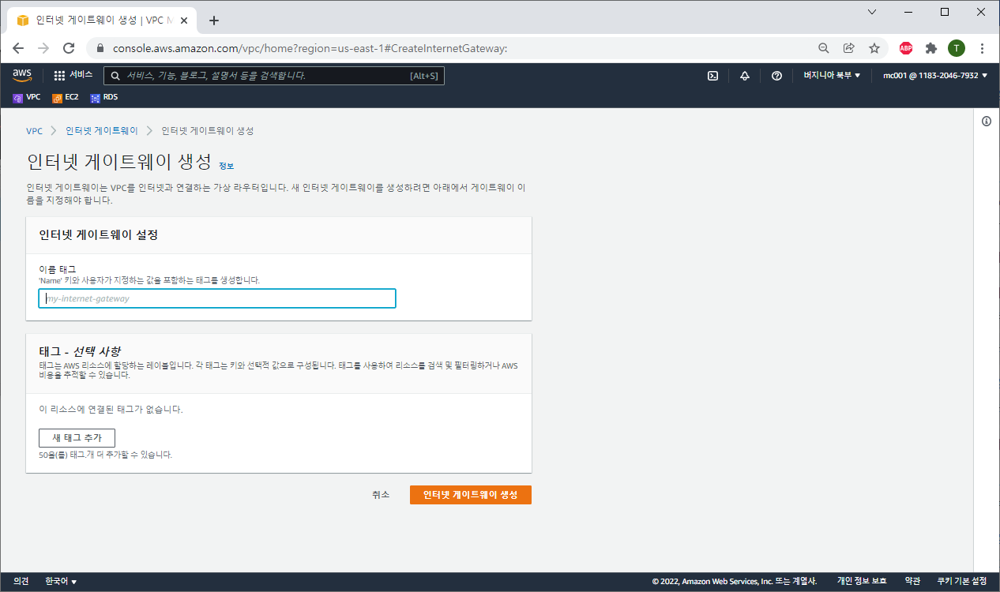 인터넷 게이트웨이 생성 | VPC M
console.aws.amazon.com/vpc/home?region=us-east-1#CreateInternetGateway:
ABP
T
aws
서비스
서비스, 기능, 블로그, 설명서 등을 검색합니다.
[Alt+S]
버지니아 북부
mc001 @ 1183-2046-7932
VPC
EC2
RDS
VPC
인터넷 게이트웨이
인터넷 게이트웨이 생성
인터넷 게이트웨이 생성 정보
인터넷 게이트웨이는 VPC를 인터넷과 연결하는 가상 라우터입니다. 새 인터넷 게이트웨이를 생성하려면 아래에서 게이트웨이 이
름을 지정해야 합니다.
인터넷 게이트웨이 설정
이름 태그
'Name' 키와 사용자가 지정하는 값을 포함하는 태그를 생성합니다.
my-internet-gateway
태그 - 선택 사항
태그는 AWS 리소스에 할당하는 레이블입니다. 각 태그는 키와 선택적 값으로 구성됩니다. 태그를 사용하여 리소스를 검색 및 필터링하거나 AWS
비용을 추적할 수 있습니다.
이 리소스에 연결된 태그가 없습니다.
새 태그 추가
50을(를) 태그.개 더 추가할 수 있습니다.
취소
인터넷 게이트웨이 생성
의견
한국어
© 2022, Amazon Web Services, Inc. 또는 계열사.
개인 정보 보호
약관
쿠키 기본 설정